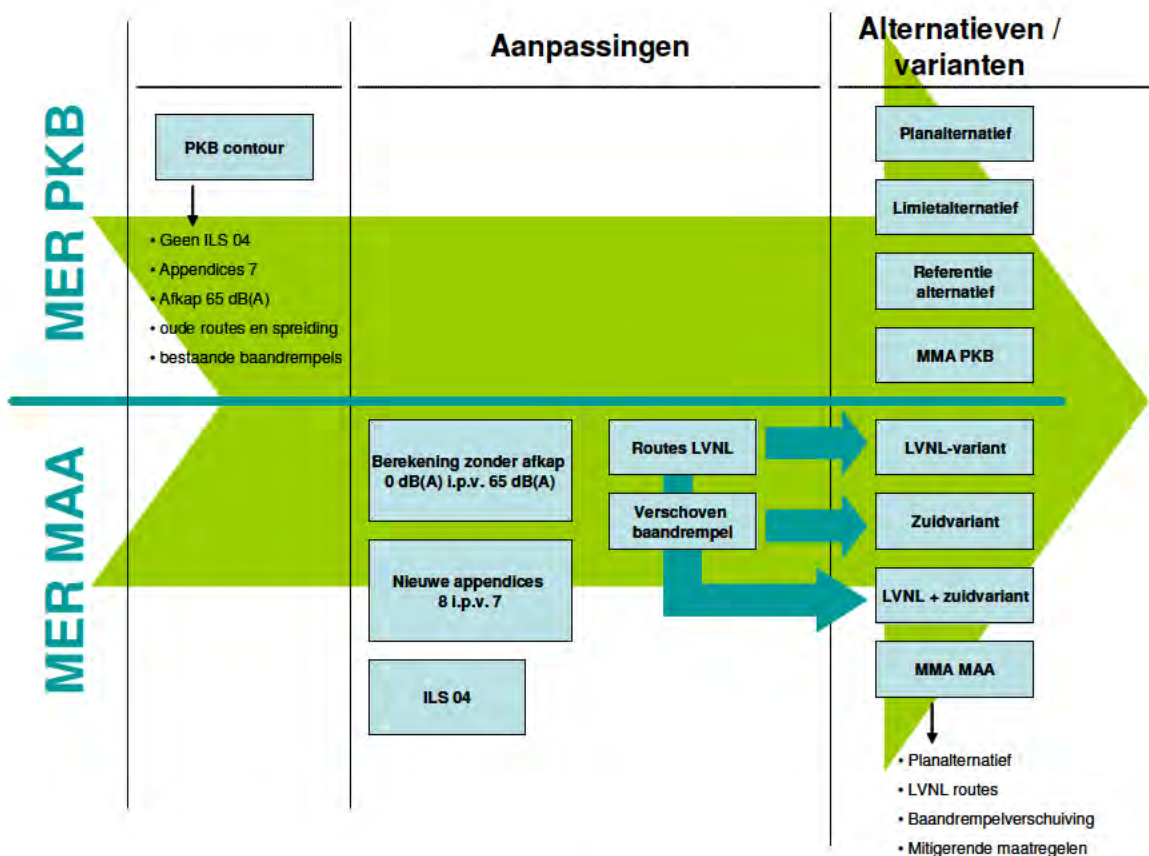 Aanpassingen
Alternatieven /
varianten
MER PKB
PKB contour
• Geen ILS 04
• Appendices 7
• Afkap 65 dB(A)
• oude routes en spreiding
• bestaande baandrempels
Planalternatief
Limietalternatief
Referentie
alternatief
MMA PKB
MER MAA
Berekening zonder afkap
0 dB(A) i.p.v. 65 dB(A)
Nieuwe appendices
8 i.p.v. 7
ILS 04
Routes LVNL
Verschoven
baandrempel
LVNL-variant
Zuidvariant
LVNL + zuidvariant
MMA MAA
• Planalternatief
• LVNL routes
• Baandrempelverschuiving
• Mitigerende maatregelen